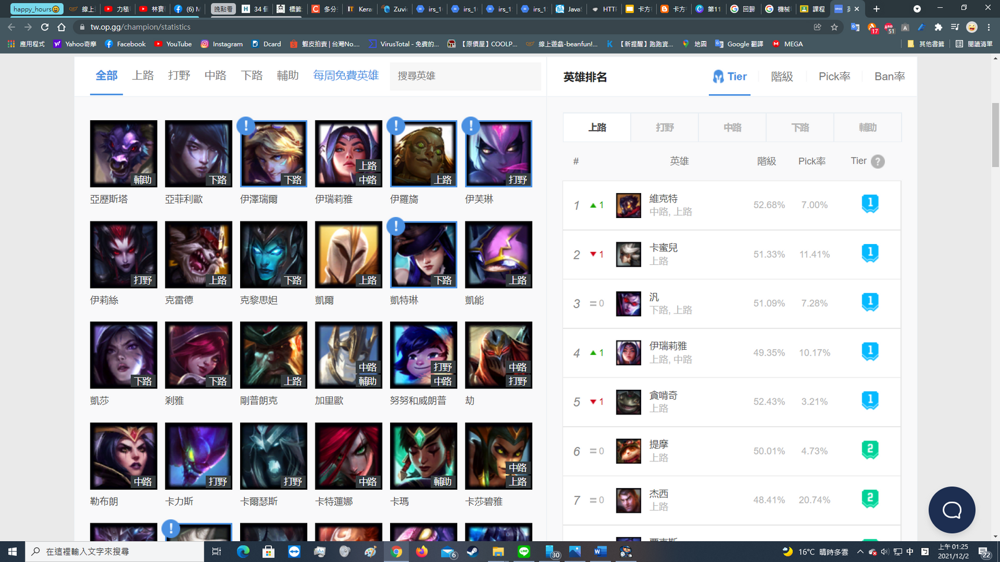 happy_hours😄
線上
力積
林寶
(6) M
晚點看
34 個
標籤
多分
Kera
Zuvi
irs_1
irs_1
irs_1
irs_1
Java
HTT
卡方
卡方
第11
回歸
機械
課程
tw.op.gg/champion/statistics
17
51
應用程式
Yahoo奇摩
Facebook
YouTube
Instagram
Dcard
蝦皮拍賣 | 台灣No....
VirusTotal - 免費的...
【原價屋】COOLP...
線上遊戲-beanfun!...
【新提醒】跑跑資...
地圖
Google 翻譯
MEGA
其他書籤
閱讀清單
全部 上路 打野 中路 下路 輔助 每周免費英雄
搜尋英雄
英雄排名
Tier 階級 Pick率 Ban率
輔助
下路
! 下路
上路
中路
! 上路
! 打野
亞歷斯塔 亞菲利歐 伊澤瑞爾 伊瑞莉雅 伊羅旖 伊芙琳
打野
上路
下路
上路
! 下路
上路
伊莉絲 克雷德 克黎思妲 凱爾 凱特琳 凱能
下路
下路
上路
中路
輔助
打野
中路
中路
打野
凱莎 剎雅 剛普朗克 加里歐 努努和威朗普 劫
中路
打野
打野
中路
輔助
中路
上路
勒布朗 卡力斯 卡爾瑟斯 卡特蓮娜 卡瑪 卡莎碧雅
!
上路 打野 中路 下路 輔助
# 英雄 階級 Pick率 Tier ?
1 ▲ 1 維克特 52.68% 7.00% 1
中路, 上路
2 ▼ 1 卡蜜兒 51.33% 11.41% 1
上路
3 = 0 汎 51.09% 7.28% 1
下路, 上路
4 ▲ 1 伊瑞莉雅 49.35% 10.17% 1
上路, 中路
5 ▼ 1 貪啃奇 52.43% 3.21% 1
上路
6 = 0 提摩 50.01% 4.73% 2
上路
7 = 0 杰西 48.41% 20.74% 2
上路
在這裡輸入文字來搜尋
6
30
16°C 晴時多雲
中
上午 01:25
2021/12/2
22